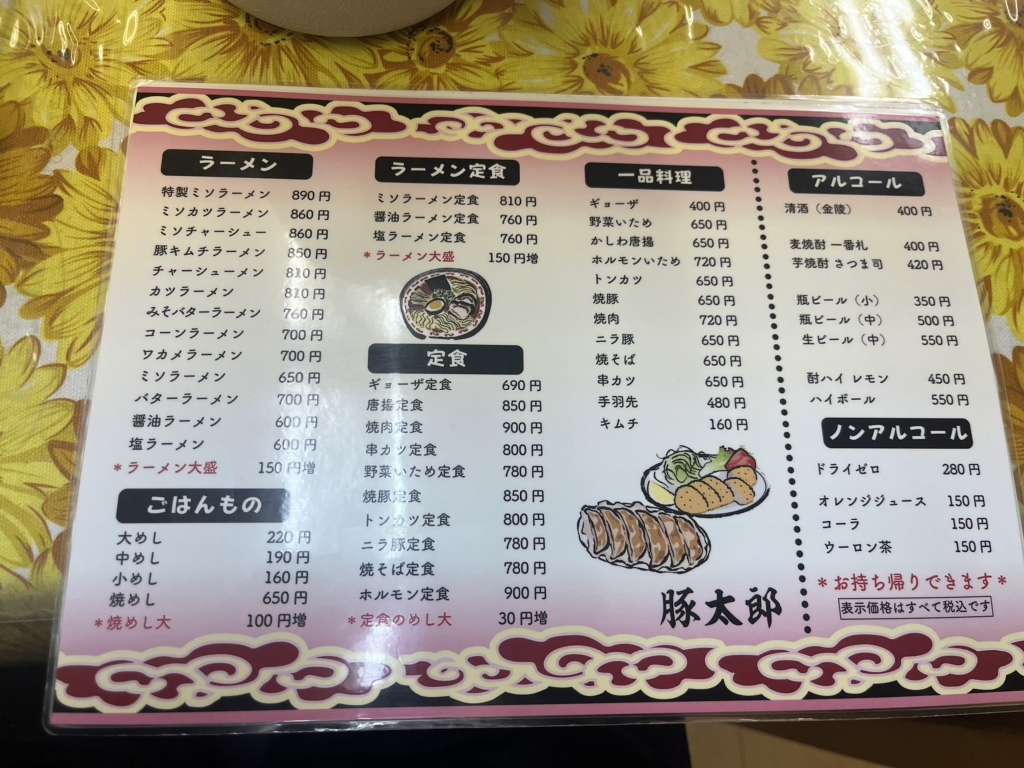 ラーメン
特製ミソラーメン 890円
ミソカツラーメン 860円
ミソチャーシュー 860円
豚キムチラーメン 850円
チャーシューメン 810円
カツラーメン 810円
みそバターラーメン 760円
コーンラーメン 700円
ワカメラーメン 700円
ミソラーメン 650円
バターラーメン 700円
醤油ラーメン 600円
塩ラーメン 600円
*ラーメン大盛 150円増
ごはんもの
大めし 220円
中めし 190円
小めし 160円
焼めし 650円
*焼めし大 100円増
ラーメン定食
ミソラーメン定食 810円
醤油ラーメン定食 760円
塩ラーメン定食 760円
*ラーメン大盛 150円増
定食
ギョーザ定食 690円
唐揚定食 850円
焼肉定食 900円
串カツ定食 800円
野菜いため定食 780円
焼豚定食 850円
トンカツ定食 800円
ニラ豚定食 780円
焼そば定食 780円
ホルモン定食 900円
*定食のめし大 30円増
一品料理
ギョーザ 400円
野菜いため 650円
かしわ唐揚 650円
ホルモンいため 720円
トンカツ 650円
焼豚 650円
焼肉 720円
ニラ豚 650円
焼そば 650円
串カツ 650円
手羽先 480円
キムチ 160円
豚太郎
アルコール
清酒（金陵） 400円
麦焼酎 一番札 400円
芋焼酎 さつま司 420円
瓶ビール（小） 350円
瓶ビール（中） 500円
生ビール（中） 550円
酎ハイ レモン 450円
ハイボール 550円
ノンアルコール
ドライゼロ 280円
オレンジジュース 150円
コーラ 150円
ウーロン茶 150円
*お持ち帰りできます*
表示価格はすべて税込です